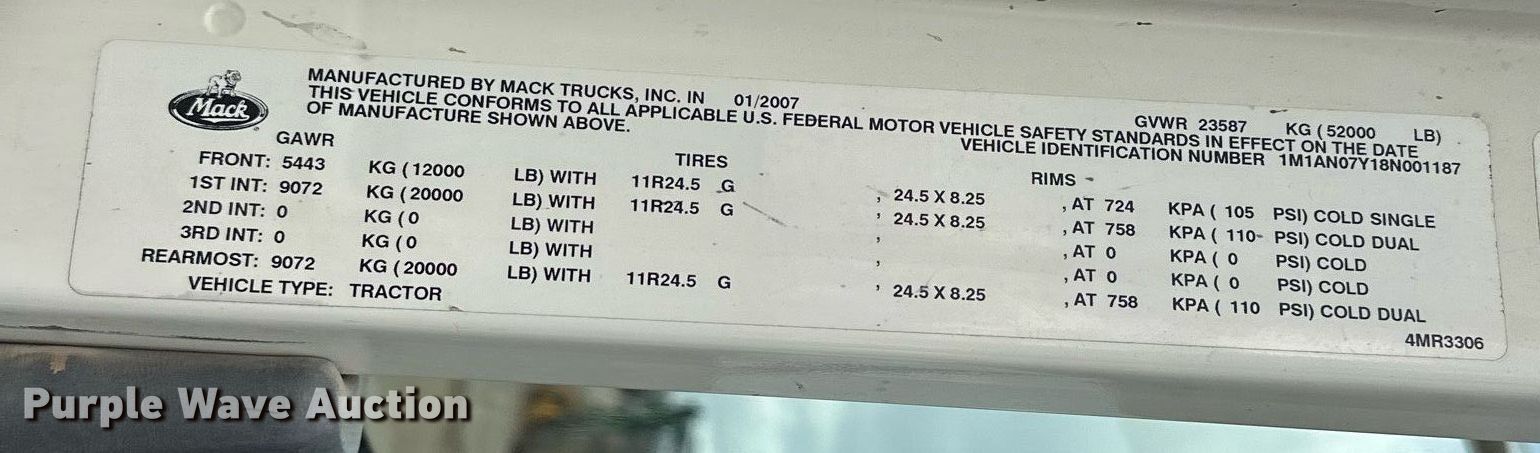 Mack
MANUFACTURED BY MACK TRUCKS, INC. IN 01/2007 GVWR 23587 KG ( 52000 LB)
THIS VEHICLE CONFORMS TO ALL APPLICABLE U.S. FEDERAL MOTOR VEHICLE SAFETY STANDARDS IN EFFECT ON THE DATE
OF MANUFACTURE SHOWN ABOVE. VEHICLE IDENTIFICATION NUMBER 1M1AN07Y18N001187
GAWR TIRES RIMS
FRONT: 5443 KG ( 12000 LB) WITH 11R24.5 G , 24.5 X 8.25 , AT 724 KPA ( 105 PSI) COLD SINGLE
1ST INT: 9072 KG ( 20000 LB) WITH 11R24.5 G , 24.5 X 8.25 , AT 758 KPA ( 110 PSI) COLD DUAL
2ND INT: 0 KG ( 0 LB) WITH , , AT 0 KPA ( 0 PSI) COLD
3RD INT: 0 KG ( 0 LB) WITH , , AT 0 KPA ( 0 PSI) COLD
REARMOST: 9072 KG ( 20000 LB) WITH 11R24.5 G , 24.5 X 8.25 , AT 758 KPA ( 110 PSI) COLD DUAL
VEHICLE TYPE: TRACTOR
4MR3306
Purple Wave Auction